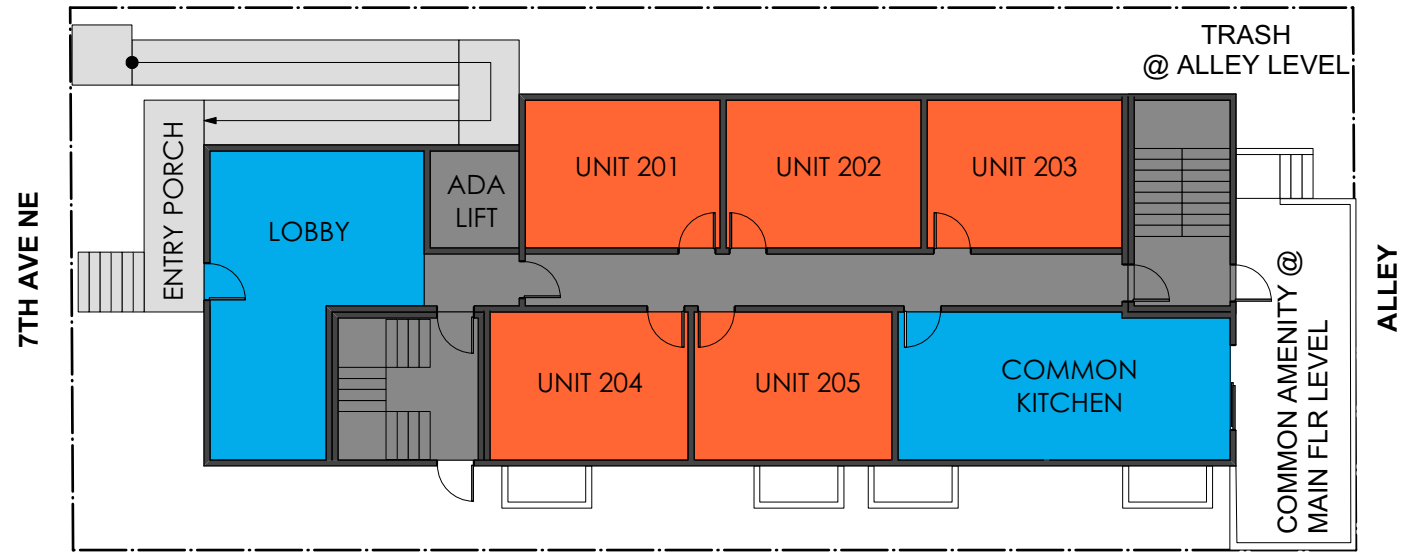 TRASH
@ ALLEY LEVEL
7TH AVE NE
ENTRY PORCH
LOBBY
ADA
LIFT
UNIT 201
UNIT 202
UNIT 203
UNIT 204
UNIT 205
COMMON
KITCHEN
COMMON AMENITY @
MAIN FLR LEVEL
ALLEY